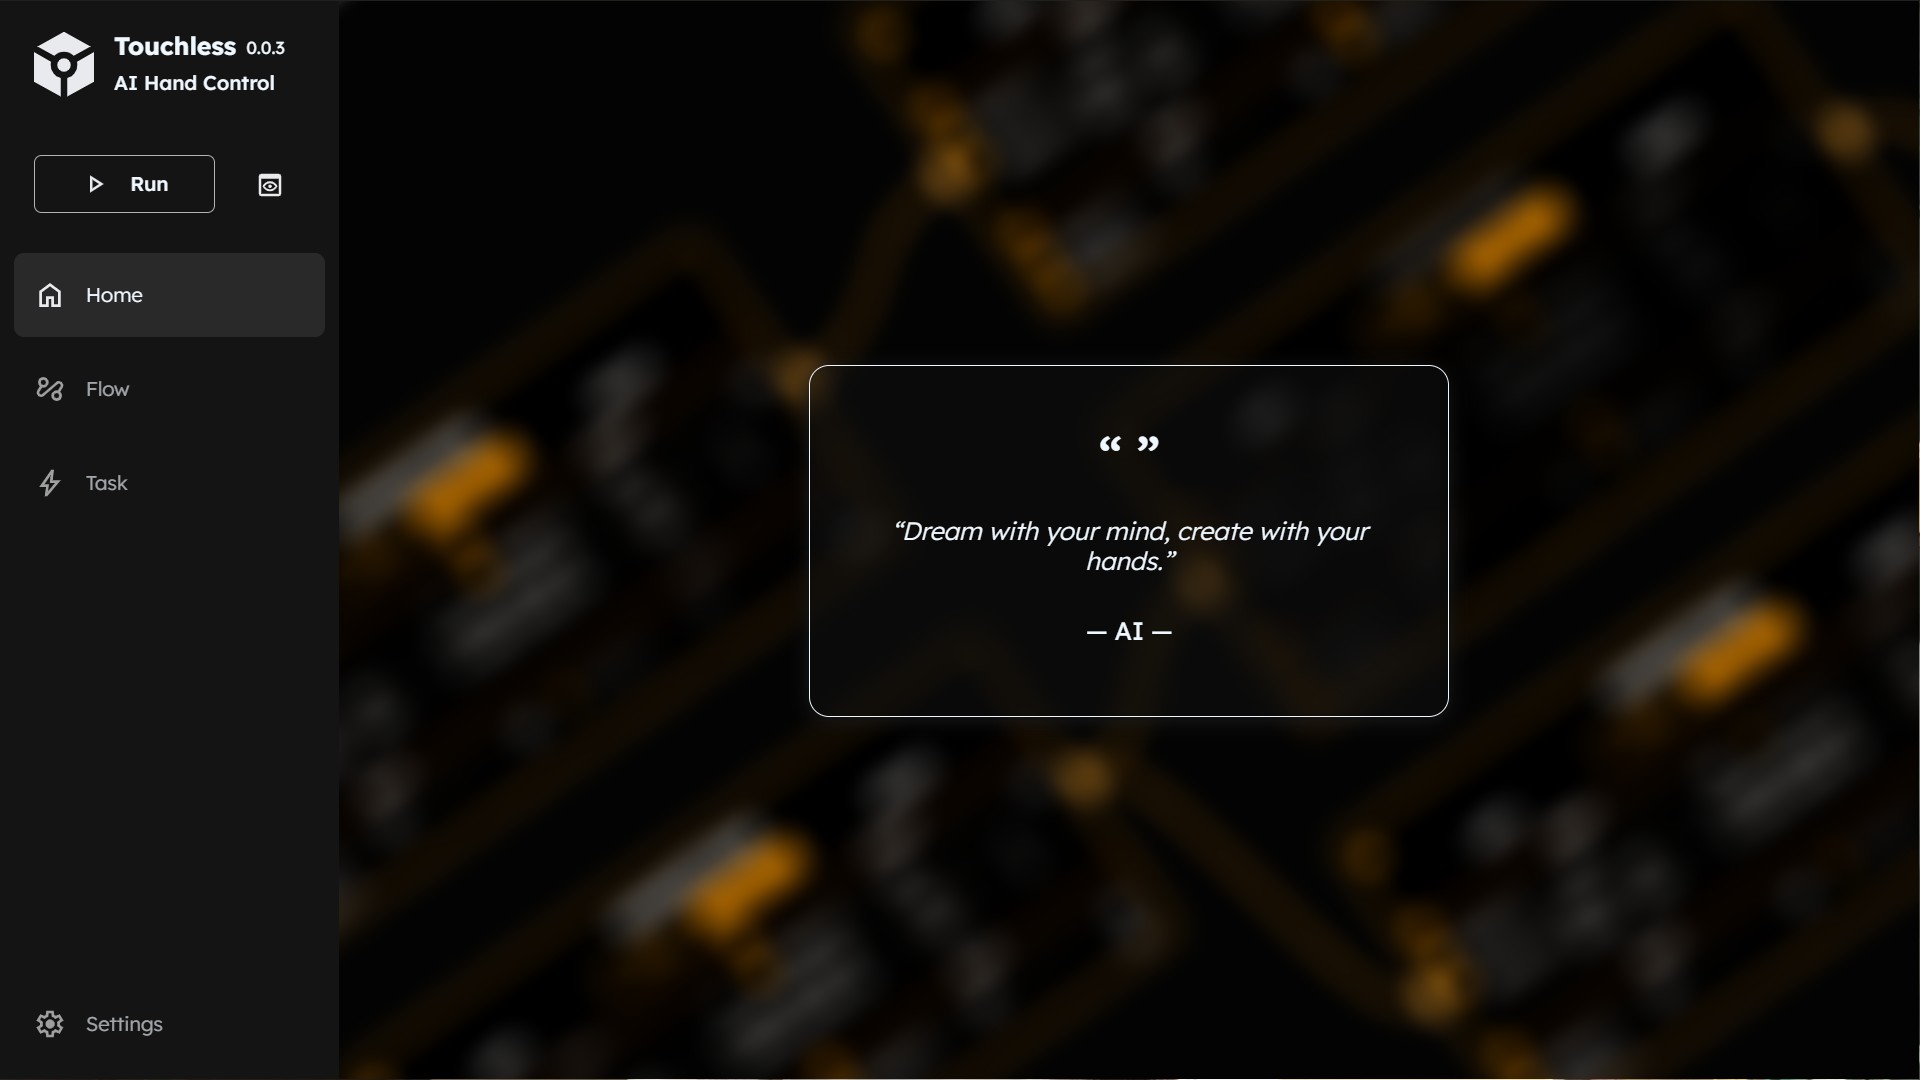 Touchless 0.0.3
AI Hand Control
Run
Home
Flow
Task
Settings
“ ”
“Dream with your mind, create with your
hands.”
— AI —